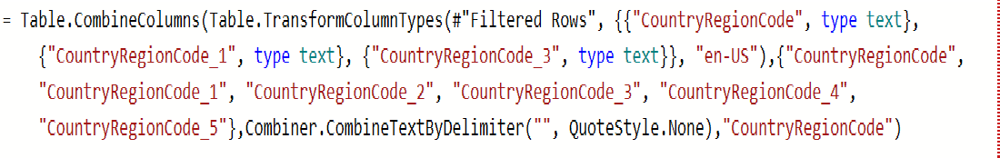 = Table.CombineColumns(Table.TransformColumnTypes(#"Filtered Rows", {{"CountryRegionCode", type text},
{"CountryRegionCode_1", type text}, {"CountryRegionCode_3", type text}}, "en-US"),{"CountryRegionCode",
"CountryRegionCode_1", "CountryRegionCode_2", "CountryRegionCode_3", "CountryRegionCode_4",
"CountryRegionCode_5"},Combiner.CombineTextByDelimiter("", QuoteStyle.None),"CountryRegionCode")